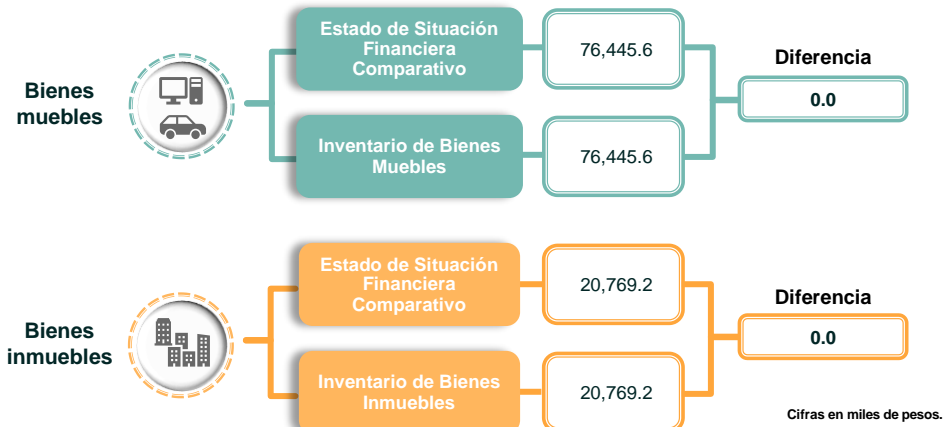 Bienes
muebles
Estado de Situación
Financiera
Comparativo
76,445.6
Inventario de Bienes
Muebles
76,445.6
Diferencia
0.0
Bienes
inmuebles
Estado de Situación
Financiera
Comparativo
20,769.2
Inventario de Bienes
Inmuebles
20,769.2
Diferencia
0.0
Cifras en miles de pesos.